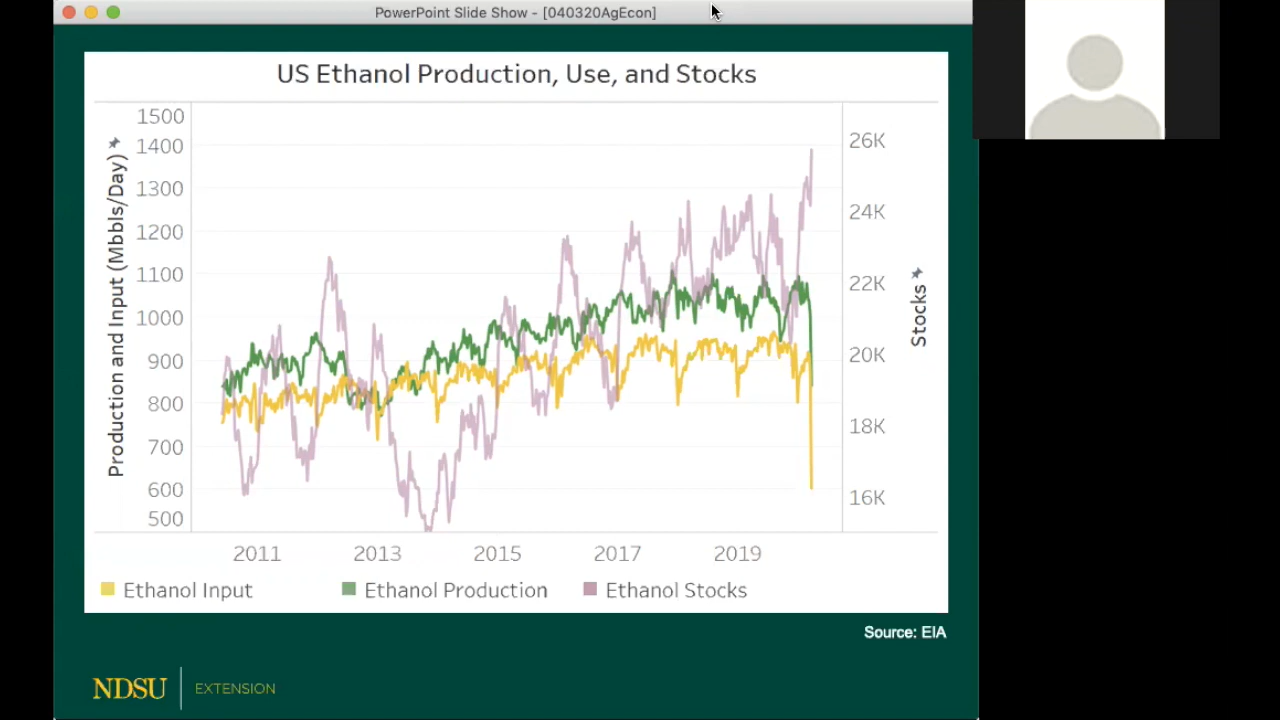 PowerPoint Slide Show - [040320AgEcon]
US Ethanol Production, Use, and Stocks
Production and Input (Mbbls/Day)
1500
1400
1300
1200
1100
1000
900
800
700
600
500
26K
24K
22K
20K
18K
16K
Stocks
2011 2013 2015 2017 2019
Ethanol Input Ethanol Production Ethanol Stocks
Source: EIA
NDSU EXTENSION